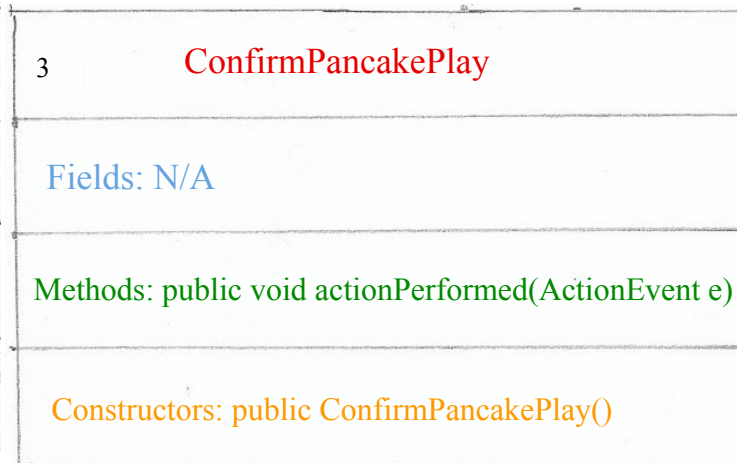 3 ConfirmPancakePlay
Fields: N/A
Methods: public void actionPerformed(ActionEvent e)
Constructors: public ConfirmPancakePlay()